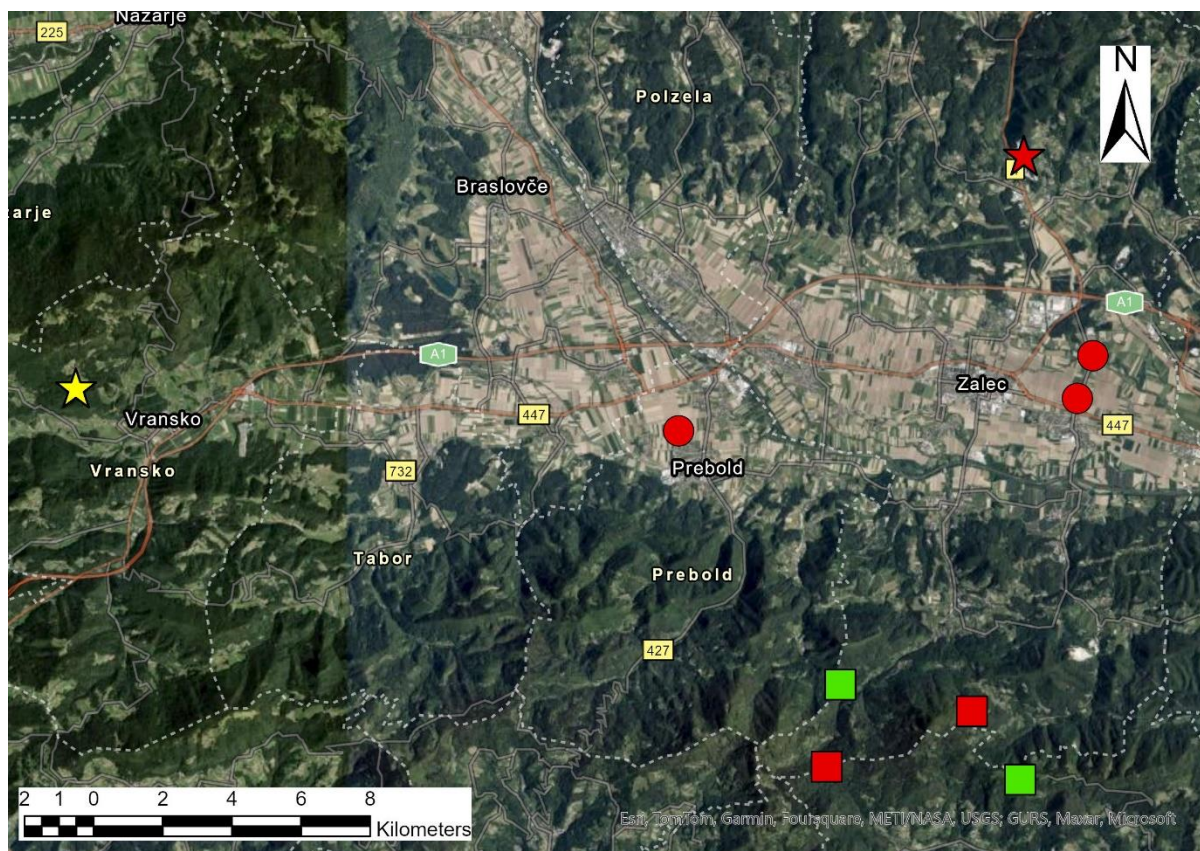 Nazarje
225
N
Polzela
Braslovče
zarje
A1
A1
Zalec
447
447
Vransko
Vransko
732
Prebold
Tabor
Prebold
427
2 1 0 2 4 6 8
Kilometers
Esri, TomTom, Garmin, Foursquare, METI/NASA, USGS; GURS, Maxar, Microsoft